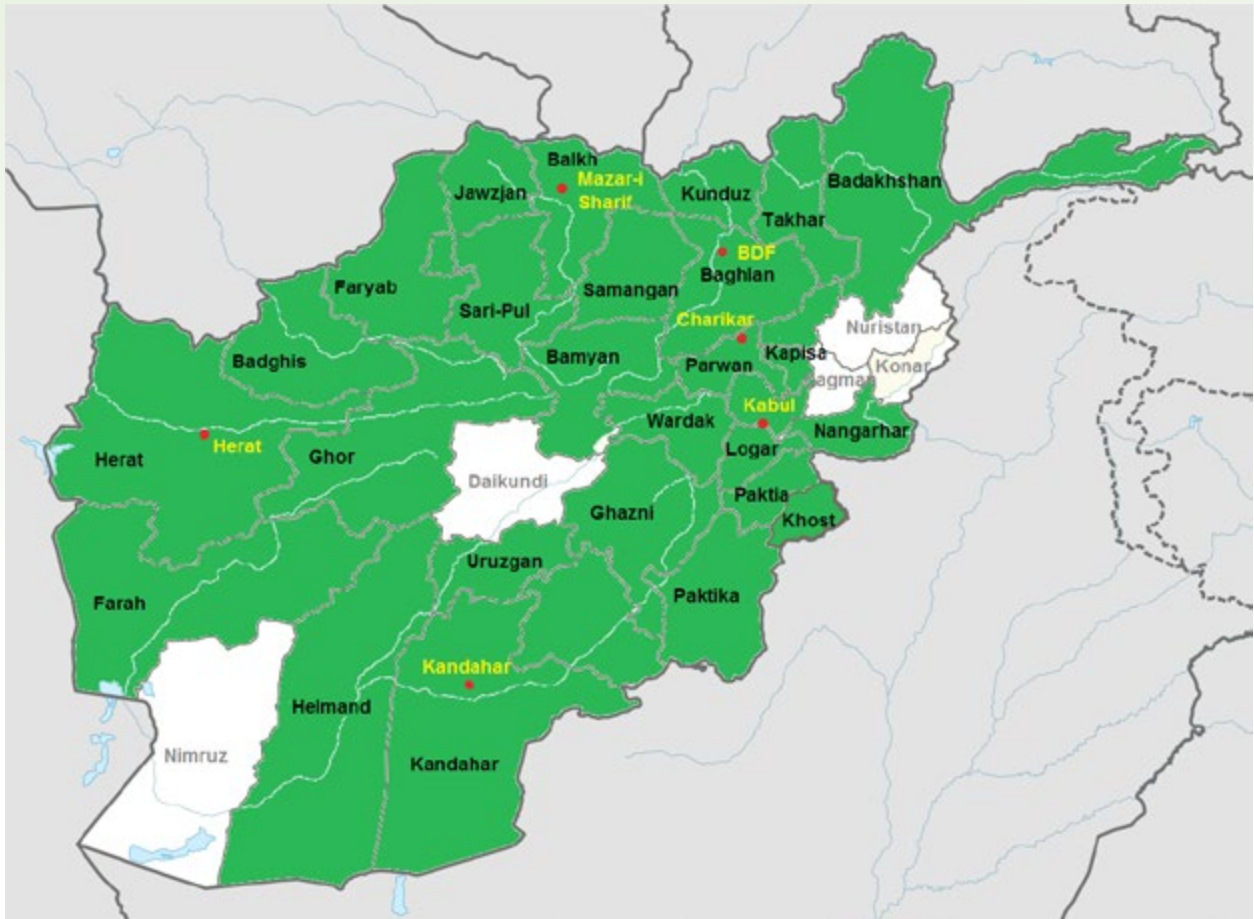 Balkh
Mazar-i
Sharif
Jawzjan
Kunduz
Badakhshan
Takhar
BDF
Baghlan
Faryab
Samangan
Sari-Pul
Charikar
Nuristan
Badghis
Bamyan
Kapisa
Parwan
Konar
Lagman
Kabul
Wardak
Nangarhar
Herat
Herat
Ghor
Logar
Daikundi
Paktia
Ghazni
Khost
Uruzgan
Farah
Paktika
Kandahar
Helmand
Nimruz
Kandahar